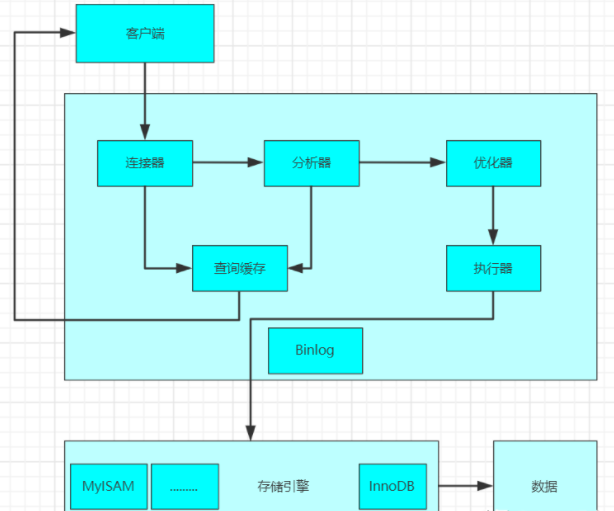 客户端
连接器
分析器
优化器
查询缓存
执行器
Binlog
MyISAM
.........
存储引擎
InnoDB
数据